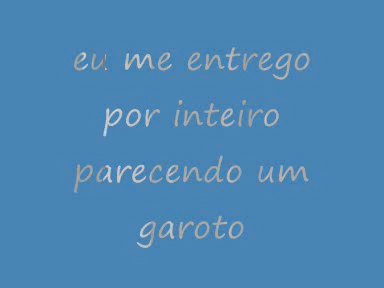 eu me entrego
por inteiro
parecendo um
garoto